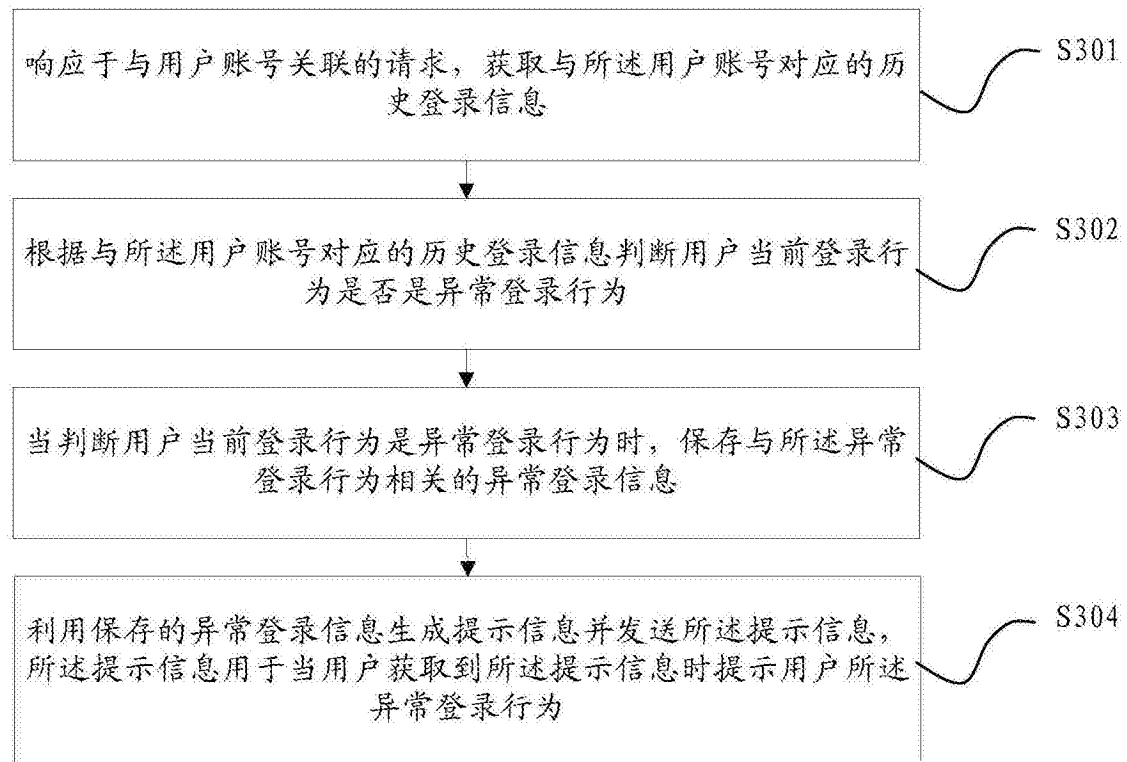 响应于与用户账号关联的请求，获取与所述用户账号对应的历
史登录信息
S301
根据与所述用户账号对应的历史登录信息判断用户当前登录行
为是否是异常登录行为
S302
当判断用户当前登录行为是异常登录行为时，保存与所述异常
登录行为相关的异常登录信息
S303
利用保存的异常登录信息生成提示信息并发送所述提示信息，
所述提示信息用于当用户获取到所述提示信息时提示用户所述
异常登录行为
S304